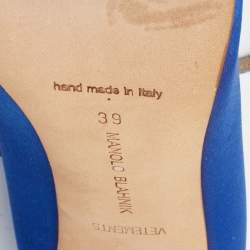 hand made in Italy
39
MANOLO BLAHNIK
VETEMENTS